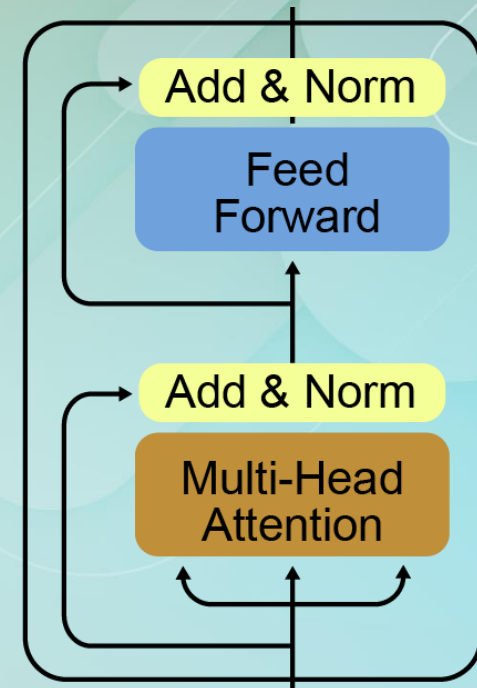 Add & Norm
Feed
Forward
Add & Norm
Multi-Head
Attention